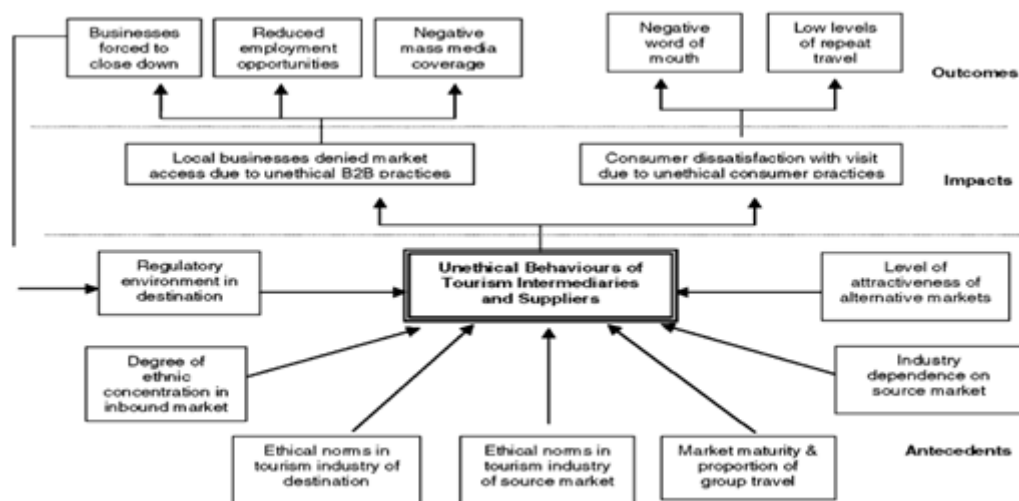 Businesses
forced to
close down
Reduced
employment
opportunities
Negative
mass media
coverage
Negative
word of
mouth
Low levels
of repeat
travel
Outcomes
Local businesses denied market
access due to unethical B2B practices
Consumer dissatisfaction with visit
due to unethical consumer practices
Impacts
Regulatory
environment in
destination
Unethical Behaviours of
Tourism Intermediaries
and Suppliers
Level of
attractiveness of
alternative markets
Degree of
ethnic
concentration in
inbound market
Industry
dependence on
source market
Ethical norms in
tourism industry of
destination
Ethical norms in
tourism industry
of source market
Market maturity &
proportion of
group travel
Antecedents